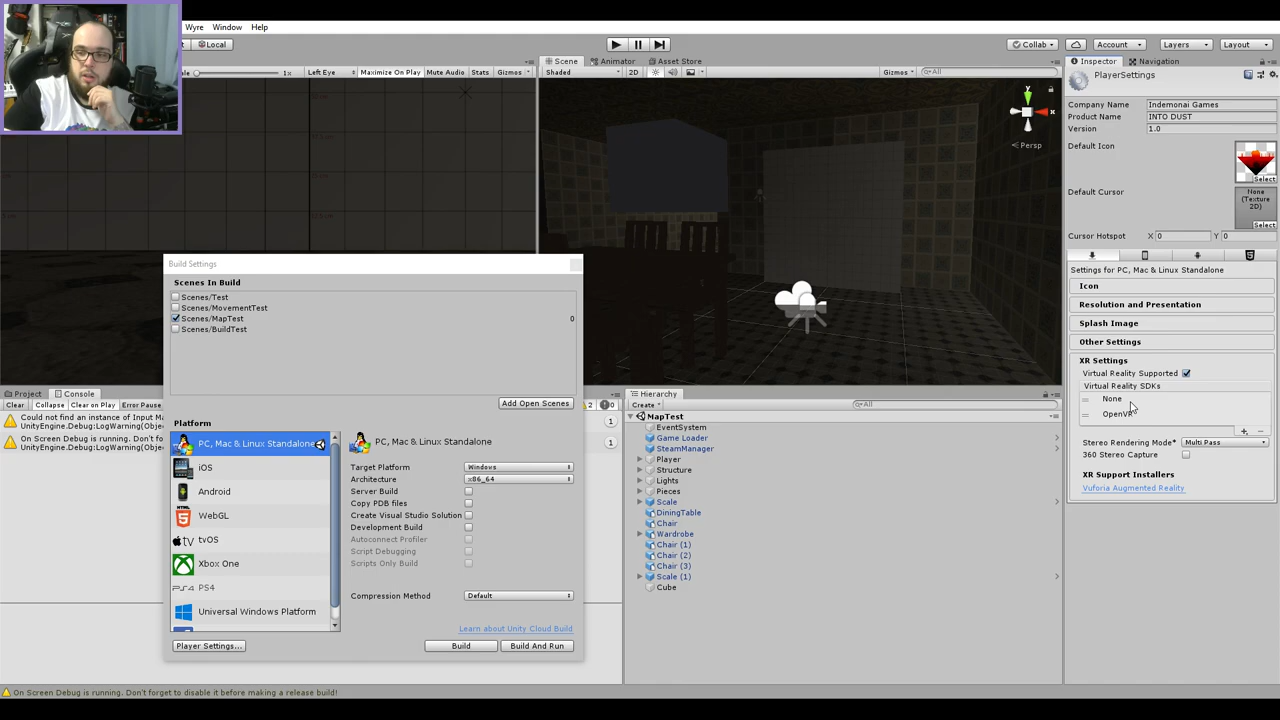 Wyre Window Help
Local
Collab Account Layers Layout
1x Left Eye Maximize On Play Mute Audio Stats Gizmos
Scene Animator Asset Store
Shaded 2D Gizmos All
Persp
Inspector Navigation
PlayerSettings
Company Name Indemonai Games
Product Name INTO DUST
Version 1.0
Default Icon
Select
Default Cursor
None
(Texture
2D)
Select
Cursor Hotspot X 0 Y 0
Settings for PC, Mac & Linux Standalone
Icon
Resolution and Presentation
Splash Image
Other Settings
XR Settings
Virtual Reality Supported
Virtual Reality SDKs
None
OpenVR
Stereo Rendering Mode* Multi Pass
360 Stereo Capture
XR Support Installers
Vuforia Augmented Reality
Build Settings
Scenes In Build
Scenes/Test
Scenes/MovementTest
Scenes/MapTest 0
Scenes/BuildTest
Add Open Scenes
Platform
PC, Mac & Linux Standalone
iOS
Android
WebGL
tvOS
Xbox One
PS4
Universal Windows Platform
PC, Mac & Linux Standalone
Target Platform Windows
Architecture x86_64
Server Build
Copy PDB files
Create Visual Studio Solution
Development Build
Autoconnect Profiler
Script Debugging
Scripts Only Build
Compression Method Default
Learn about Unity Cloud Build
Player Settings... Build Build And Run
Project Console
Clear Collapse Clear on Play Error Pause
2 0
Could not find an instance of Input Ma
UnityEngine.Debug:LogWarning(Objec
1
On Screen Debug is running. Don't fo
UnityEngine.Debug:LogWarning(Objec
1
Hierarchy
Create All
MapTest
EventSystem
Game Loader
SteamManager
Player
Structure
Lights
Pieces
Scale
DiningTable
Chair
Wardrobe
Chair (1)
Chair (2)
Chair (3)
Scale (1)
Cube
On Screen Debug is running. Don't forget to disable it before making a release build!